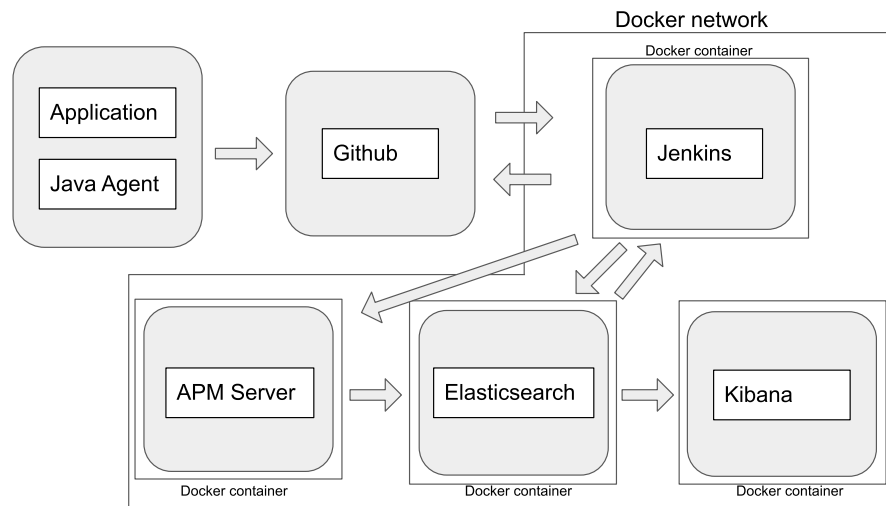 Docker network
Docker container
Application
Java Agent
Github
Jenkins
APM Server
Elasticsearch
Kibana
Docker container
Docker container
Docker container